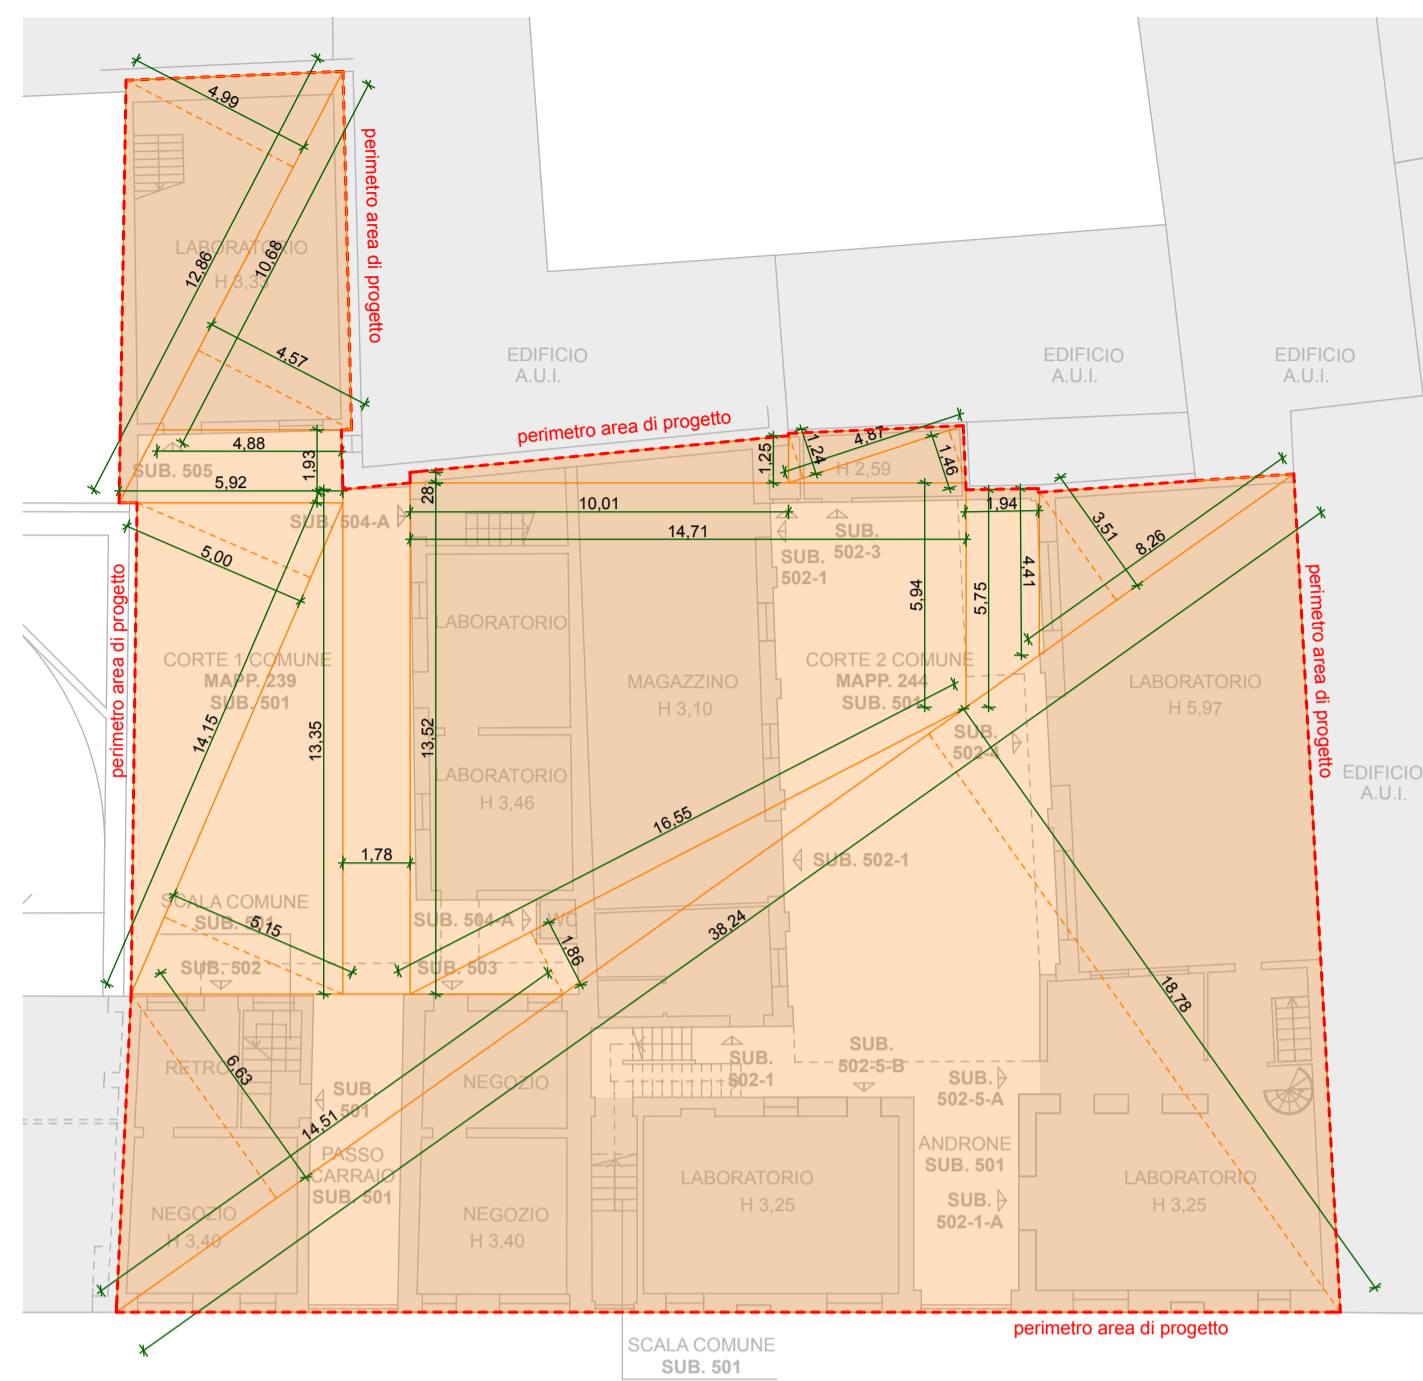 4,99
perimetro area di progetto
LABORATORIO
H 3,35
12,86
10,68
4,57
EDIFICIO
A.U.I.
EDIFICIO
A.U.I.
EDIFICIO
A.U.I.
perimetro area di progetto
4,88
1,93
SUB. 505
5,92
28
1,25
1,24
4,87
H 2,59
1,46
SUB. 504-A
10,01
14,71
1,94
SUB.
502-3
SUB.
502-1
3,51
8,26
5,00
4,41
5,94
5,75
perimetro area di progetto
perimetro area di progetto
LABORATORIO
CORTE 1 COMUNE
MAPP. 239
SUB. 501
MAGAZZINO
H 3,10
CORTE 2 COMUNE
MAPP. 244
SUB. 501
LABORATORIO
H 5,97
14,15
13,35
13,52
SUB.
502-4
LABORATORIO
H 3,46
EDIFICIO
A.U.I.
16,55
1,78
SUB. 502-1
SCALA COMUNE
SUB. 501
5,15
SUB. 504-A
WC
38,24
1,86
SUB. 502
SUB. 503
18,78
RETRO
6,63
SUB.
501
14,51
NEGOZIO
SUB.
502-1
SUB.
502-5-B
SUB.
502-5-A
PASSO
CARRAIO
SUB. 501
ANDRONE
SUB. 501
LABORATORIO
H 3,25
SUB.
502-1-A
LABORATORIO
H 3,25
NEGOZIO
H 3,40
NEGOZIO
H 3,40
perimetro area di progetto
SCALA COMUNE
SUB. 501